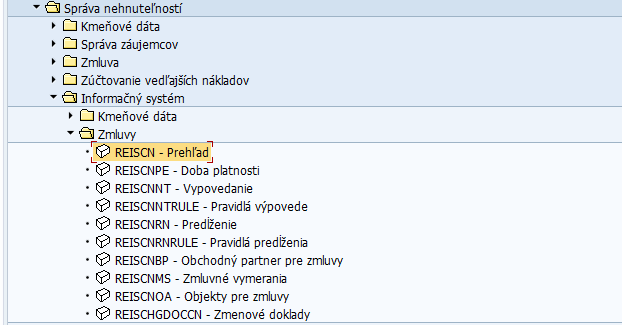 Správa nehnuteľností
Kmeňové dáta
Správa záujemcov
Zmluva
Zúčtovanie vedľajších nákladov
Informačný systém
Kmeňové dáta
Zmluvy
REISCN - Prehľad
REISCNPE - Doba platnosti
REISCNNT - Vypovedanie
REISCNNTRULE - Pravidlá výpovede
REISCNRN - Predĺženie
REISCNRNRULE - Pravidlá predĺženia
REISCNBP - Obchodný partner pre zmluvy
REISCNMS - Zmluvné vymerania
REISCNOA - Objekty pre zmluvy
REISCHGDOCCN - Zmenové doklady